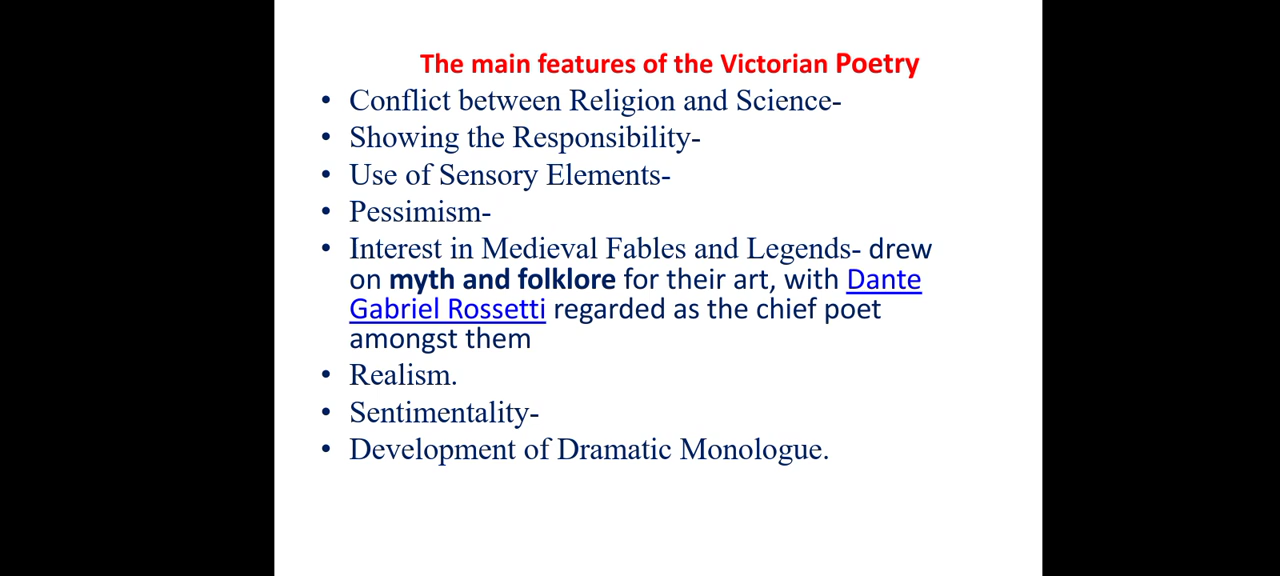 The main features of the Victorian Poetry
• Conflict between Religion and Science-
• Showing the Responsibility-
• Use of Sensory Elements-
• Pessimism-
• Interest in Medieval Fables and Legends- drew
on myth and folklore for their art, with Dante
Gabriel Rossetti regarded as the chief poet
amongst them
• Realism.
• Sentimentality-
• Development of Dramatic Monologue.